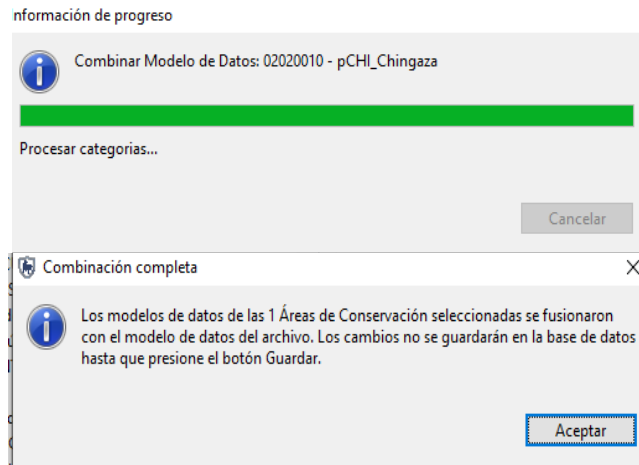 nformación de progreso
Combinar Modelo de Datos: 02020010 - pCHI_Chingaza
Procesar categorias...
Cancelar
Combinación completa
Los modelos de datos de las 1 Áreas de Conservación seleccionadas se fusionaron
con el modelo de datos del archivo. Los cambios no se guardarán en la base de datos
hasta que presione el botón Guardar.
Aceptar